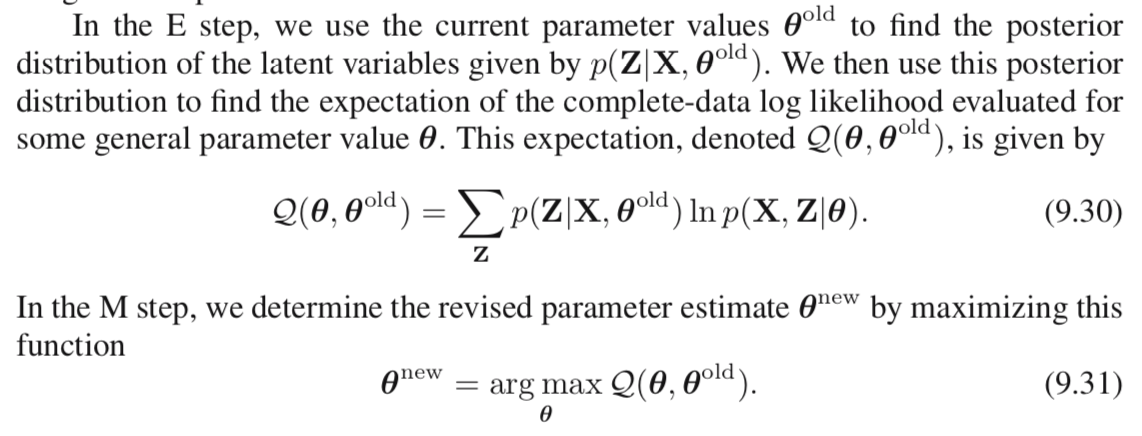 In the E step, we use the current parameter values θ^old to find the posterior
distribution of the latent variables given by p(Z|X, θ^old). We then use this posterior
distribution to find the expectation of the complete-data log likelihood evaluated for
some general parameter value θ. This expectation, denoted Q(θ, θ^old), is given by
Q(θ, θ^old) = ∑_Z p(Z|X, θ^old) ln p(X, Z|θ). (9.30)
In the M step, we determine the revised parameter estimate θ^new by maximizing this
function
θ^new = arg max_θ Q(θ, θ^old). (9.31)